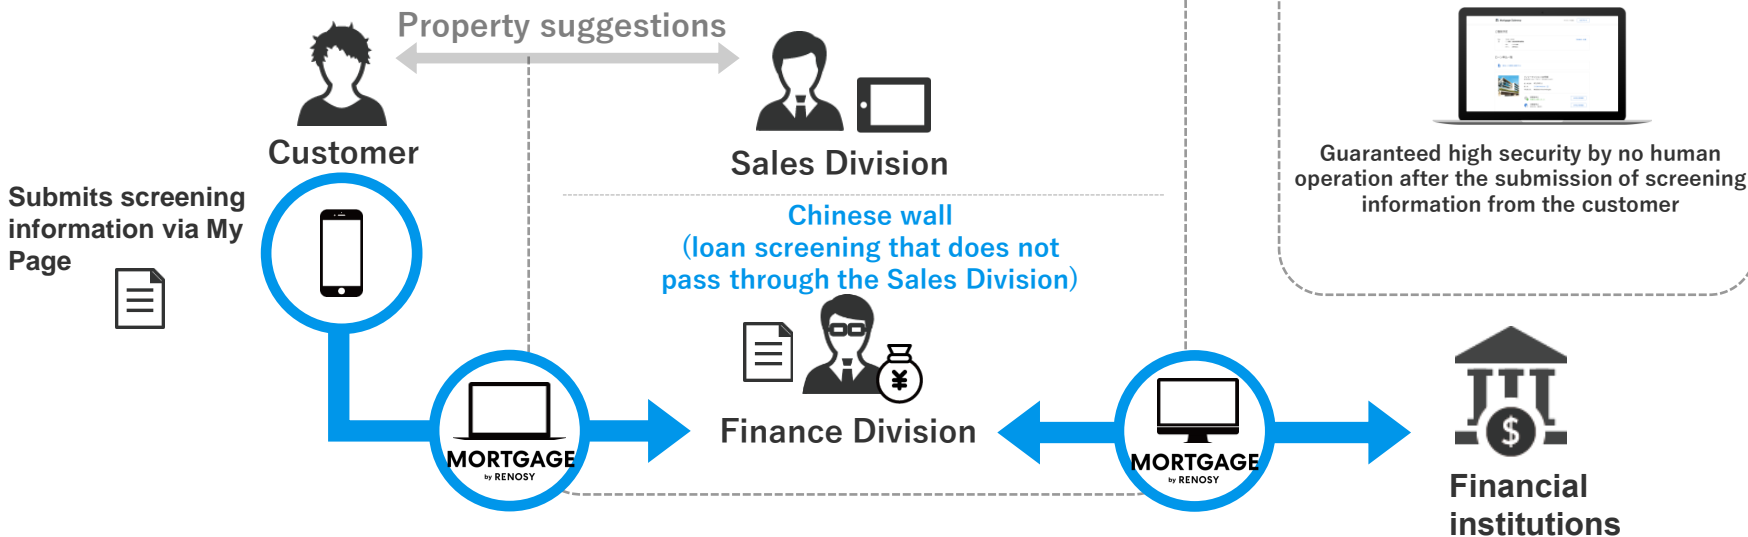 Property suggestions
Customer
Sales Division
Submits screening
information via My
Page
Chinese wall
(loan screening that does not
pass through the Sales Division)
Guaranteed high security by no human
operation after the submission of screening
information from the customer
¥
Finance Division
MORTGAGE
by RENOSY
MORTGAGE
by RENOSY
$
Financial
institutions